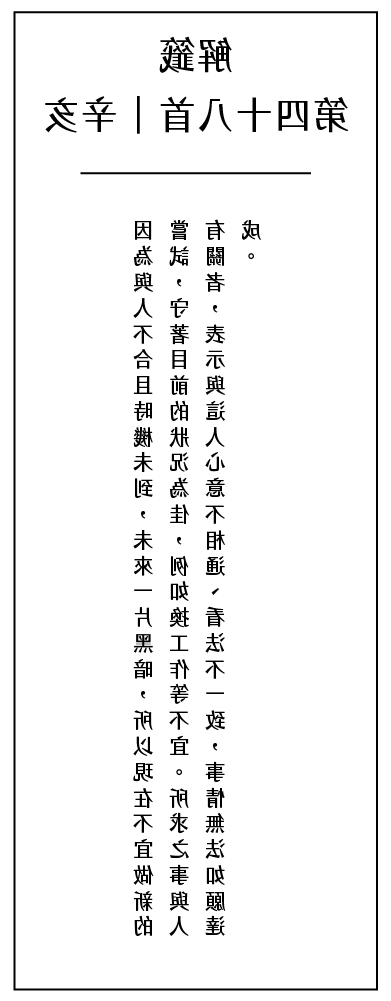 解籤
第四十八首｜辛亥
因為與人不合且時機未到，未來一片黑暗，所以現在不宜做新的
嘗試，守著目前的狀況為佳，例如換工作等不宜。所求之事與人
有關者，表示與這人心意不相通、看法不一致，事情無法如願達
成。